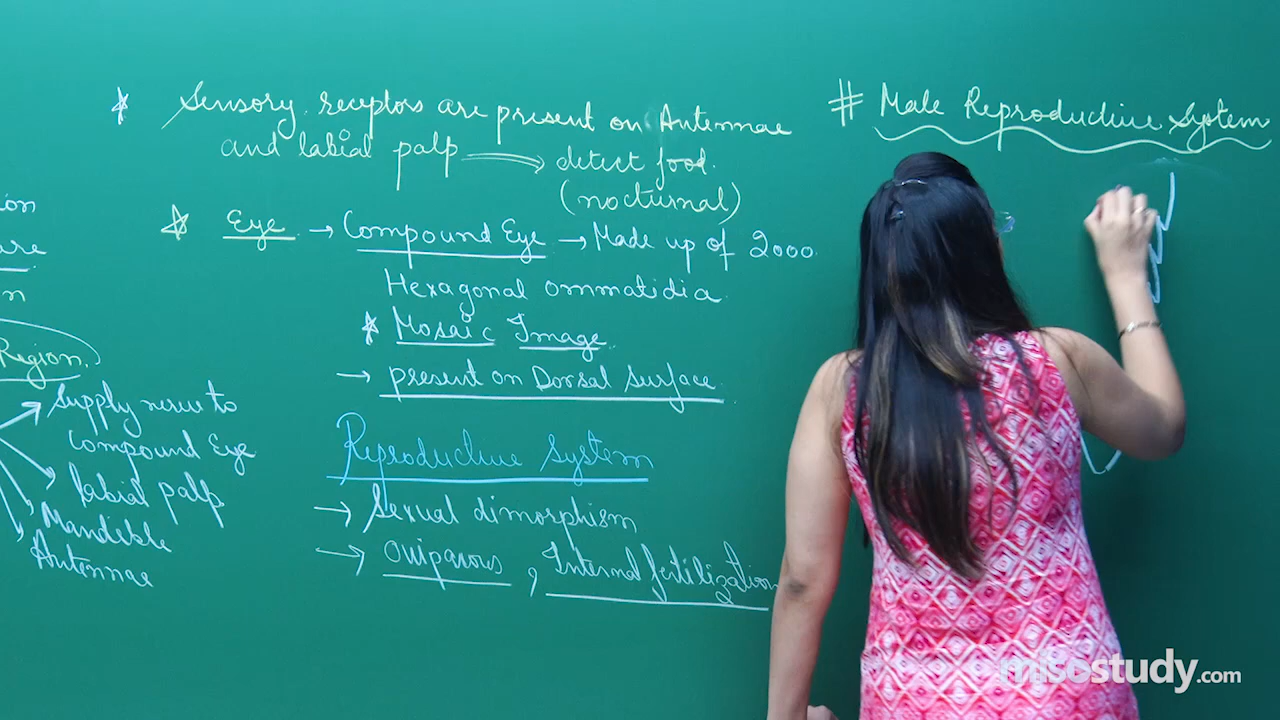 ion
are
n
Region.
Supply nerve to
Compound Eye
labial palp
Mandible
Antennae
* Sensory receptors are present on Antennae
and labial palp ⟹ detect food.
(nocturnal)
☆ Eye → Compound Eye → Made up of 2000
Hexagonal ommatidia
* Mosaic Image
→ present on Dorsal surface
Reproductive System
→ Sexual dimorphism
→ Oviparous, Internal fertilization
# Male Reproductive System
misostudy.com